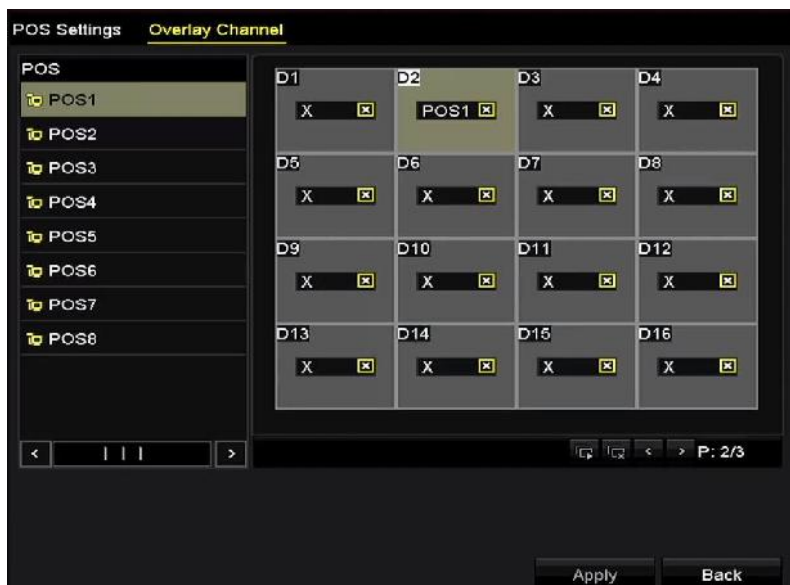 POS Settings Overlay Channel
POS
POS1
POS2
POS3
POS4
POS5
POS6
POS7
POS8
D1 D2 D3 D4
X POS1 X X
D5 D6 D7 D8
X X X X
D9 D10 D11 D12
X X X X
D13 D14 D15 D16
X X X X
< > < > P: 2/3
Apply Back